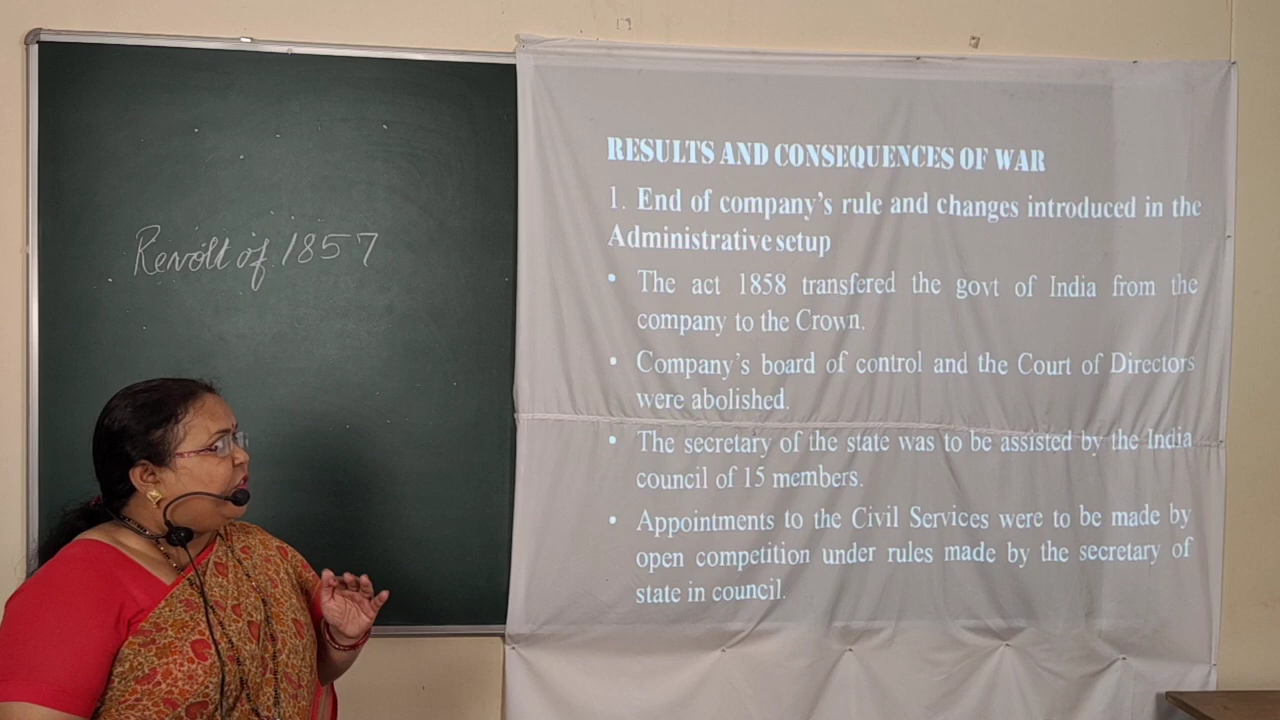 Revolt of 1857
RESULTS AND CONSEQUENCES OF WAR
1. End of company's rule and changes introduced in the
Administrative setup
• The act 1858 transfered the govt of India from the
company to the Crown.
• Company's board of control and the Court of Directors
were abolished.
• The secretary of the state was to be assisted by the India
council of 15 members.
• Appointments to the Civil Services were to be made by
open competition under rules made by the secretary of
state in council.